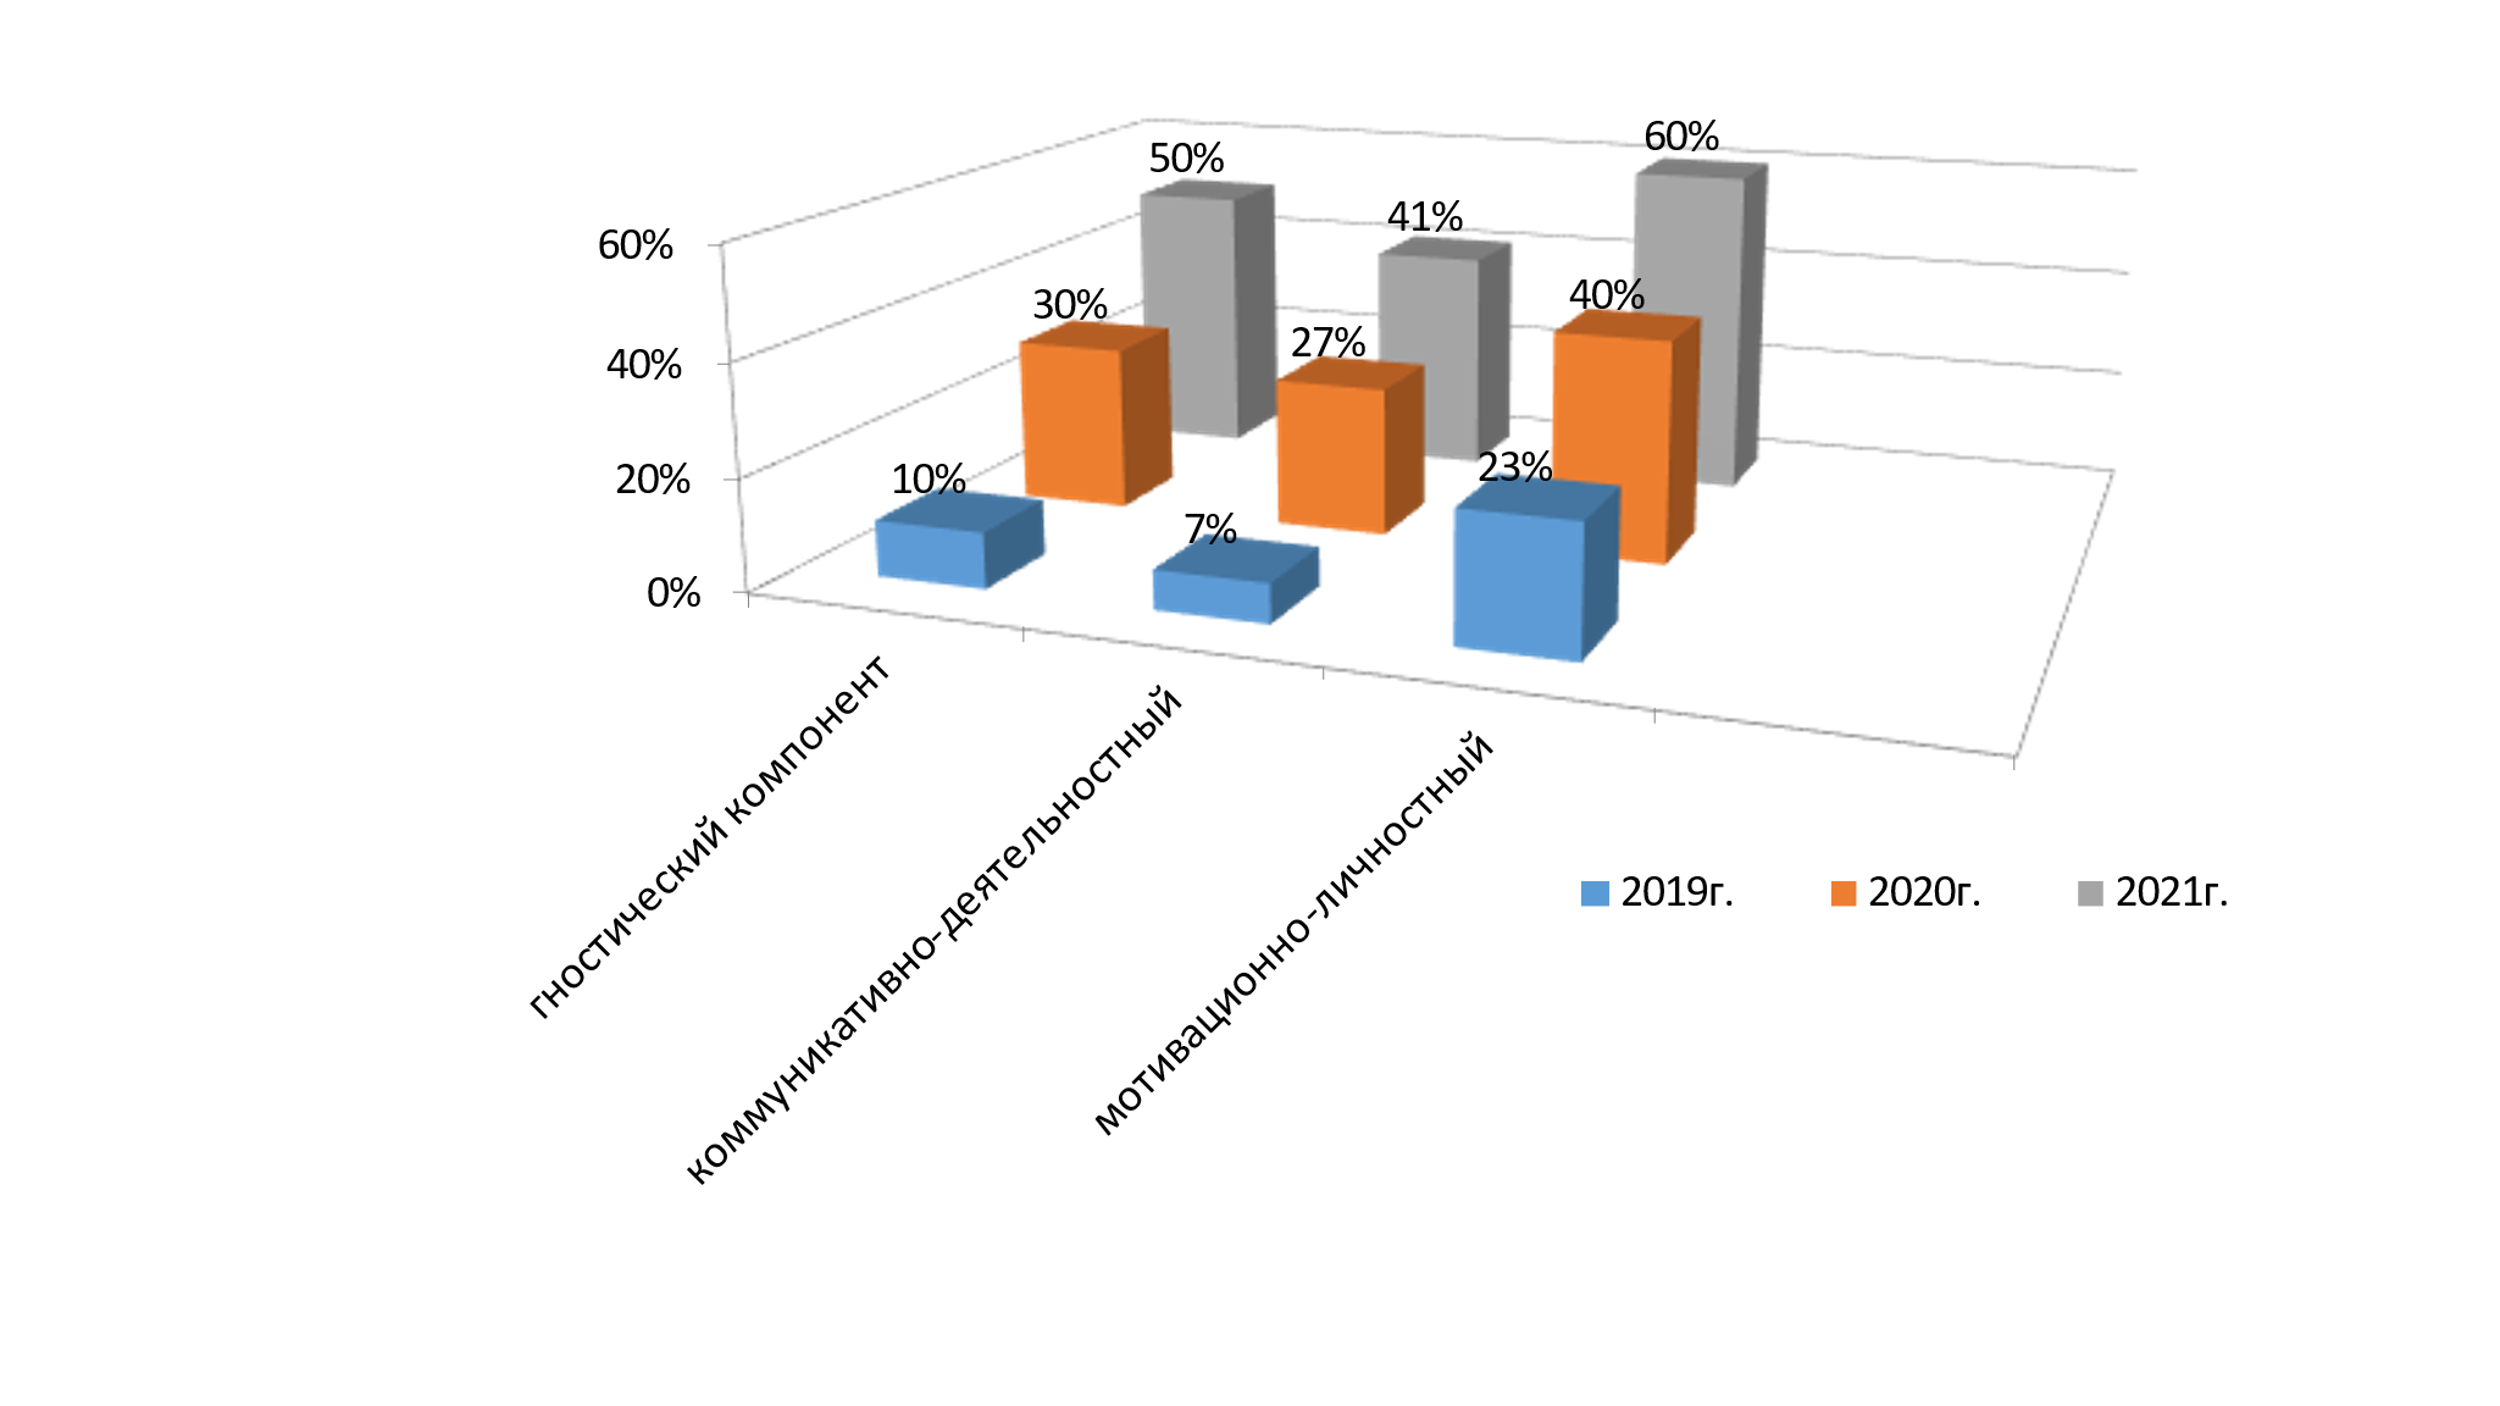 60%
50%
41%
60%
30%
27%
40%
40%
20%
10%
7%
23%
0%
гностический компонент
коммуникативно-деятельностный
мотивационно-личностный
2019г.
2020г.
2021г.